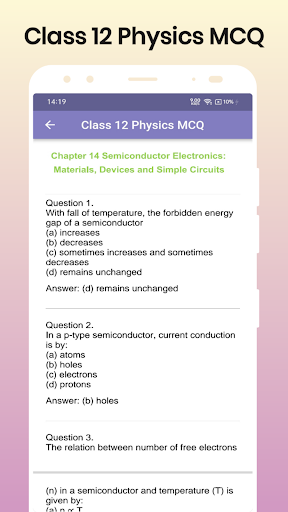 Class 12 Physics MCQ
14:19
10%
Class 12 Physics MCQ
Chapter 14 Semiconductor Electronics:
Materials, Devices and Simple Circuits
Question 1.
With fall of temperature, the forbidden energy
gap of a semiconductor
(a) increases
(b) decreases
(c) sometimes increases and sometimes
decreases
(d) remains unchanged
Answer: (d) remains unchanged
Question 2.
In a p-type semiconductor, current conduction
is by:
(a) atoms
(b) holes
(c) electrons
(d) protons
Answer: (b) holes
Question 3.
The relation between number of free electrons
(n) in a semiconductor and temperature (T) is
given by:
(a) n ∝ T